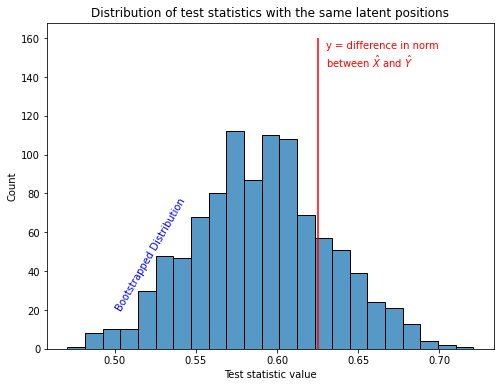 Distribution of test statistics with the same latent positions
160
140
120
100
80
60
40
20
0
Count
y = difference in norm
between X̂ and Ŷ
Bootstrapped Distribution
0.50
0.55
0.60
0.65
0.70
Test statistic value